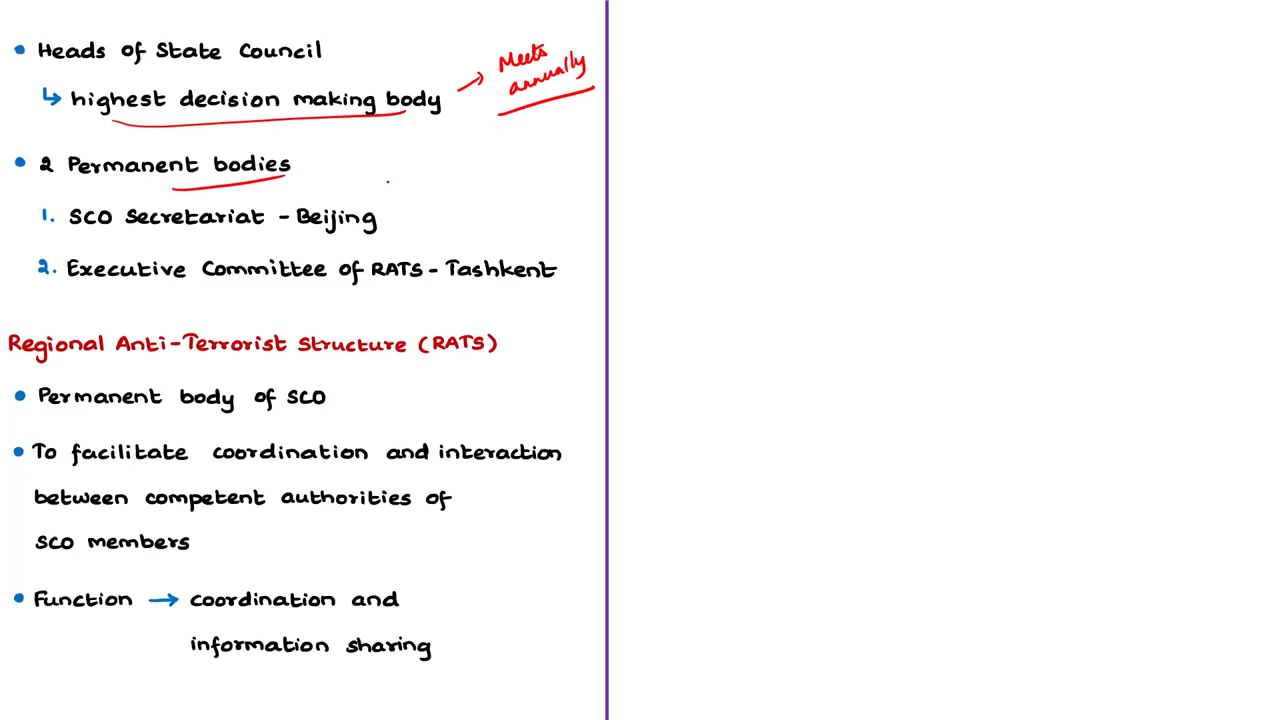 • Heads of State Council
↳ highest decision making body → Meets
annually
• 2 Permanent bodies
1. SCO Secretariat - Beijing
2. Executive Committee of RATS - Tashkent
Regional Anti-Terrorist Structure (RATS)
• Permanent body of SCO
• To facilitate coordination and interaction
between competent authorities of
SCO members
• Function → coordination and
information sharing